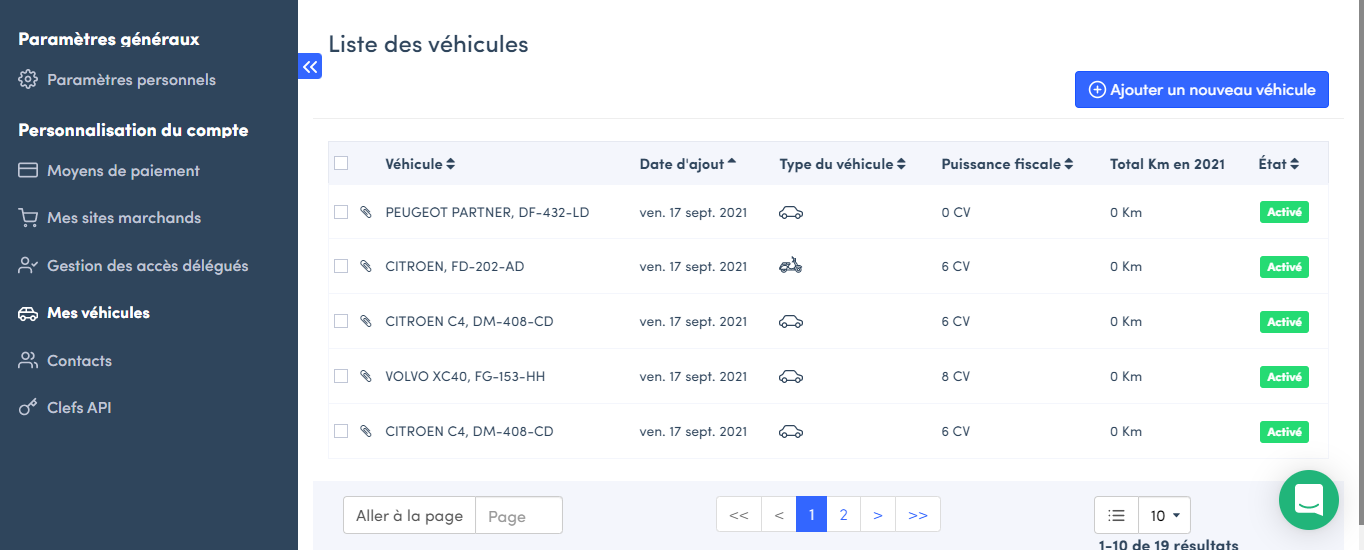 Paramètres généraux
Paramètres personnels
Personnalisation du compte
Moyens de paiement
Mes sites marchands
Gestion des accès délégués
Mes véhicules
Contacts
Clefs API
Liste des véhicules
Ajouter un nouveau véhicule
Véhicule Date d'ajout Type du véhicule Puissance fiscale Total Km en 2021 État
PEUGEOT PARTNER, DF-432-LD ven. 17 sept. 2021 0 CV 0 Km Activé
CITROEN, FD-202-AD ven. 17 sept. 2021 6 CV 0 Km Activé
CITROEN C4, DM-408-CD ven. 17 sept. 2021 6 CV 0 Km Activé
VOLVO XC40, FG-153-HH ven. 17 sept. 2021 8 CV 0 Km Activé
CITROEN C4, DM-408-CD ven. 17 sept. 2021 6 CV 0 Km Activé
Aller à la page Page << < 1 2 > >> 10
1-10 de 19 résultats